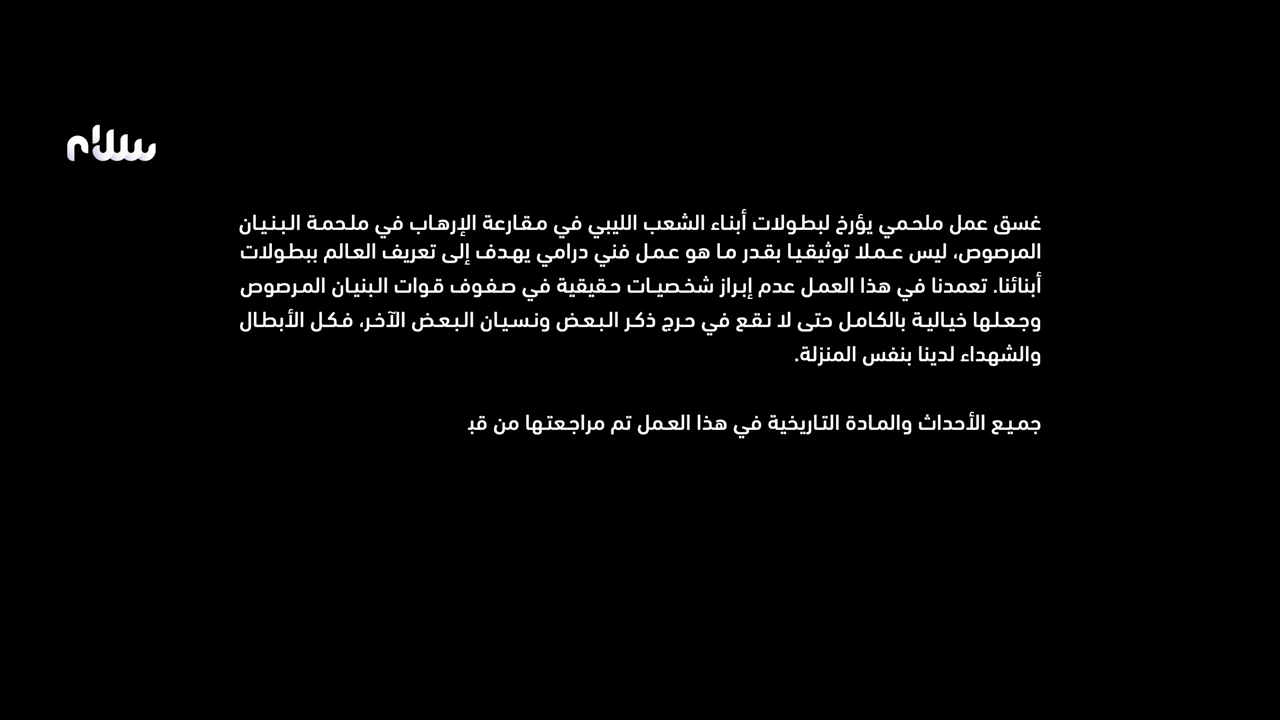 سلام
غسق عمل ملحمي يؤرخ لبطولات أبناء الشعب الليبي في مقارعة الإرهاب في ملحمة البنيان
المرصوص، ليس عملا توثيقيا بقدر ما هو عمل فني درامي يهدف إلى تعريف العالم ببطولات
أبنائنا. تعمدنا في هذا العمل عدم إبراز شخصيات حقيقية في صفوف قوات البنيان المرصوص
وجعلها خيالية بالكامل حتى لا نقع في حرج ذكر البعض ونسيان البعض الآخر، فكل الأبطال
والشهداء لدينا بنفس المنزلة.
جميع الأحداث والمادة التاريخية في هذا العمل تم مراجعتها من قب